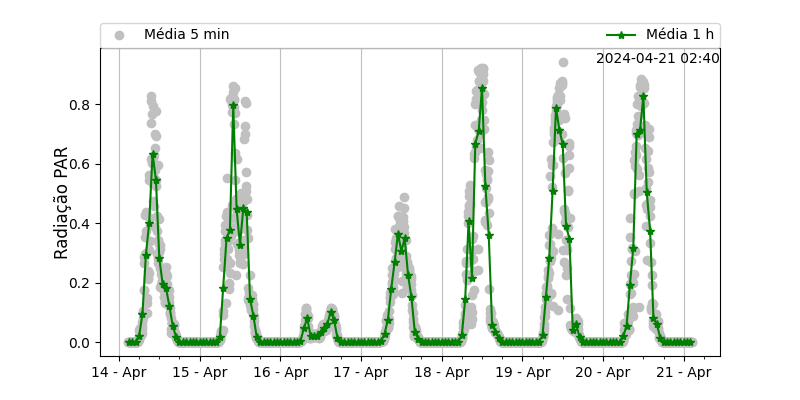 Média 5 min
Média 1 h
2024-04-21 02:40
Radiação PAR
0.8
0.6
0.4
0.2
0.0
14 - Apr
15 - Apr
16 - Apr
17 - Apr
18 - Apr
19 - Apr
20 - Apr
21 - Apr